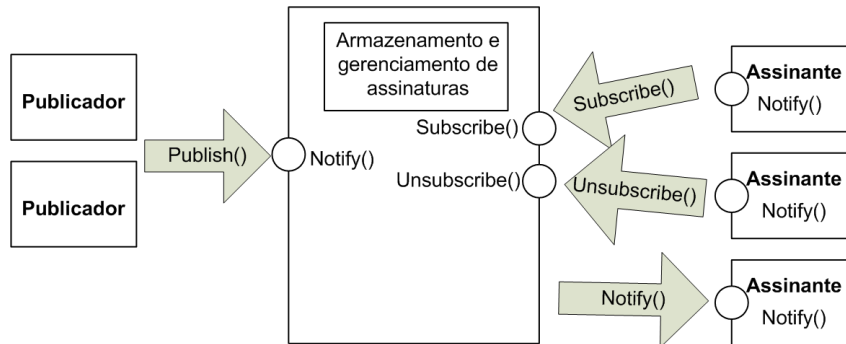 Publicador
Publicador
Publish()
Armazenamento e
gerenciamento de
assinaturas
Notify()
Subscribe()
Unsubscribe()
Subscribe()
Unsubscribe()
Notify()
Assinante
Notify()
Assinante
Notify()
Assinante
Notify()